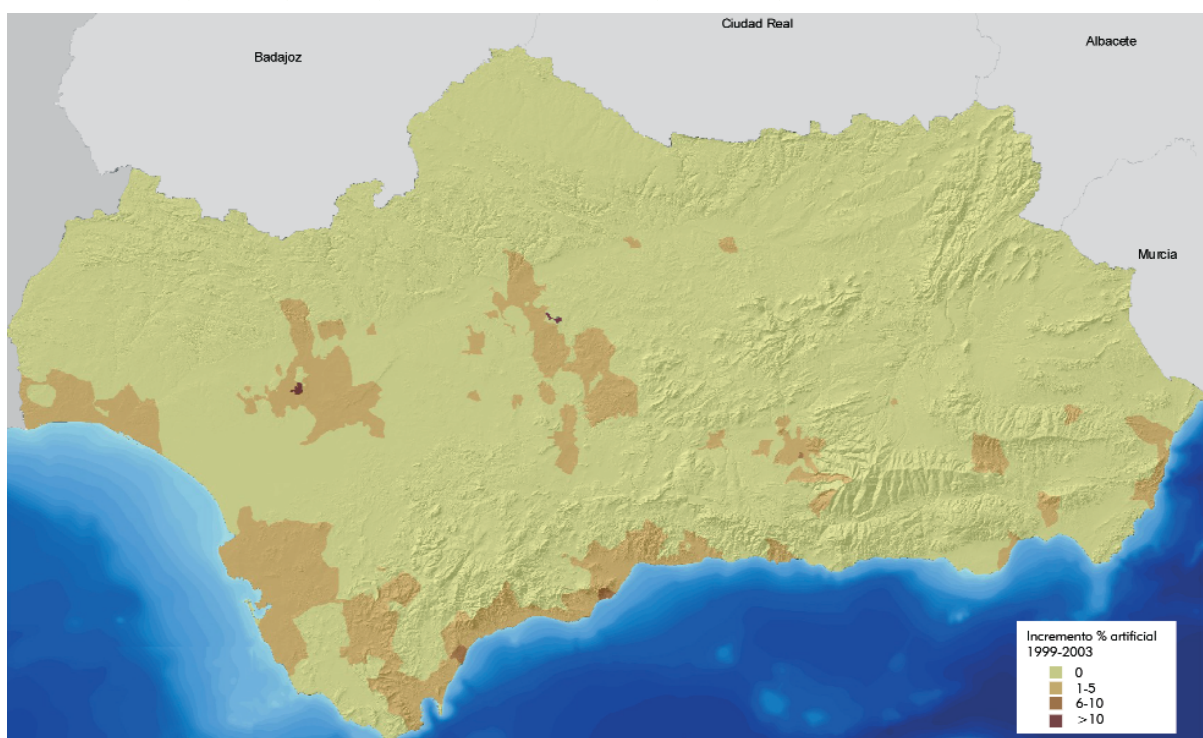 Ciudad Real
Albacete
Badajoz
Murcia
Incremento % artificial
1999-2003
0
1-5
6-10
>10